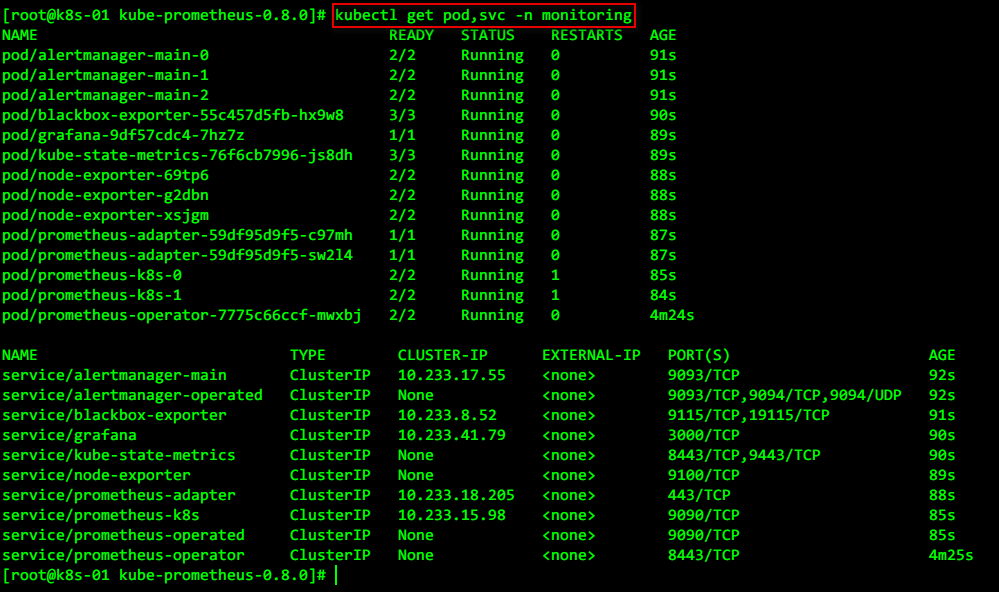 [root@k8s-01 kube-prometheus-0.8.0]# kubectl get pod,svc -n monitoring
NAME                                       READY   STATUS    RESTARTS   AGE
pod/alertmanager-main-0                    2/2     Running   0          91s
pod/alertmanager-main-1                    2/2     Running   0          91s
pod/alertmanager-main-2                    2/2     Running   0          91s
pod/blackbox-exporter-55c457d5fb-hx9w8     3/3     Running   0          90s
pod/grafana-9df57cdc4-7hz7z                1/1     Running   0          89s
pod/kube-state-metrics-76f6cb7996-js8dh    3/3     Running   0          89s
pod/node-exporter-69tp6                    2/2     Running   0          88s
pod/node-exporter-g2dbn                    2/2     Running   0          88s
pod/node-exporter-xsjgm                    2/2     Running   0          88s
pod/prometheus-adapter-59df95d9f5-c97mh    1/1     Running   0          87s
pod/prometheus-adapter-59df95d9f5-sw2l4    1/1     Running   0          87s
pod/prometheus-k8s-0                       2/2     Running   1          85s
pod/prometheus-k8s-1                       2/2     Running   1          84s
pod/prometheus-operator-7775c66ccf-mwxbj   2/2     Running   0          4m24s
NAME                            TYPE        CLUSTER-IP      EXTERNAL-IP   PORT(S)                      AGE
service/alertmanager-main       ClusterIP   10.233.17.55    <none>        9093/TCP                     92s
service/alertmanager-operated   ClusterIP   None            <none>        9093/TCP,9094/TCP,9094/UDP   92s
service/blackbox-exporter       ClusterIP   10.233.8.52     <none>        9115/TCP,19115/TCP           91s
service/grafana                 ClusterIP   10.233.41.79    <none>        3000/TCP                     90s
service/kube-state-metrics      ClusterIP   None            <none>        8443/TCP,9443/TCP            90s
service/node-exporter           ClusterIP   None            <none>        9100/TCP                     89s
service/prometheus-adapter      ClusterIP   10.233.18.205   <none>        443/TCP                      88s
service/prometheus-k8s          ClusterIP   10.233.15.98    <none>        9090/TCP                     85s
service/prometheus-operated     ClusterIP   None            <none>        9090/TCP                     85s
service/prometheus-operator     ClusterIP   None            <none>        8443/TCP                     4m25s
[root@k8s-01 kube-prometheus-0.8.0]#